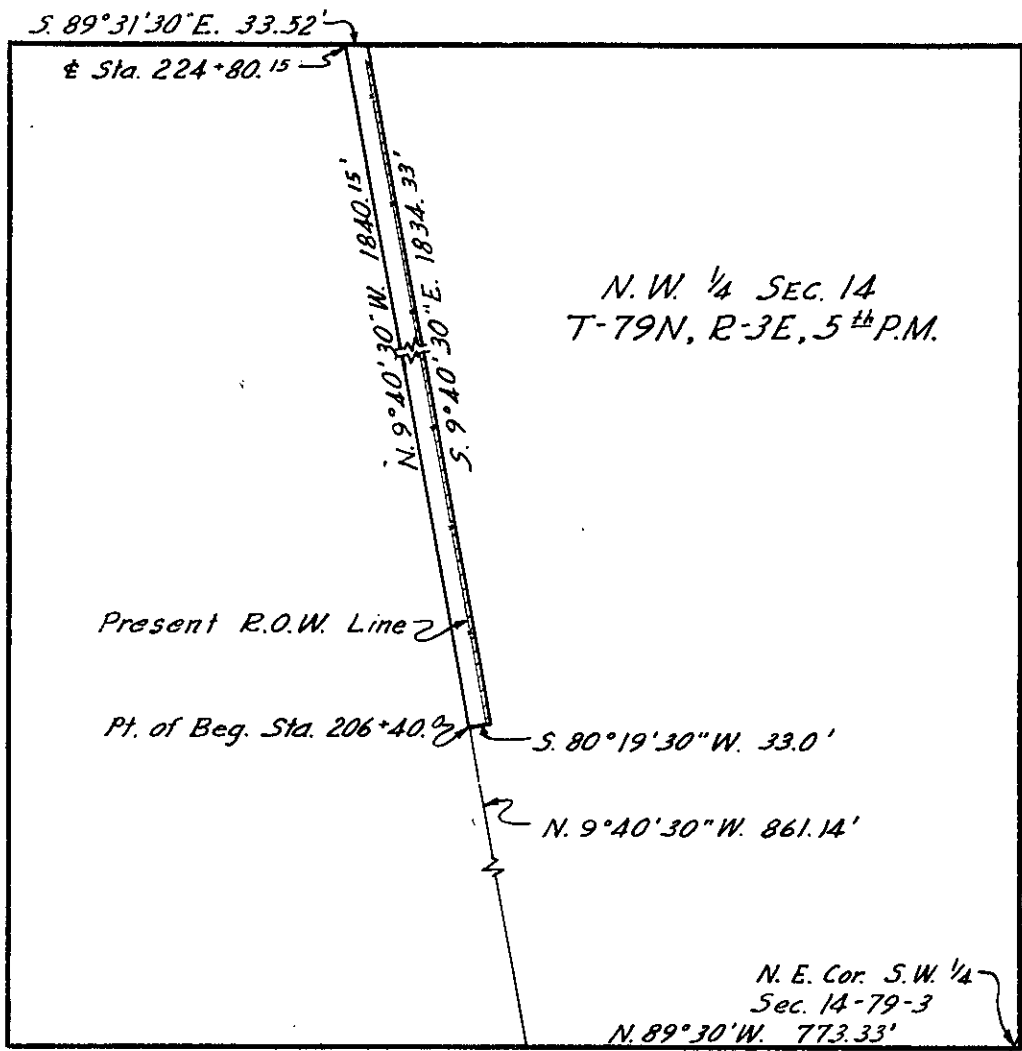 S. 89°31'30"E. 33.52'
℄ Sta. 224+80.15
N. 9°40'30"W. 1840.15'
S. 9°40'30"E. 1834.33'
N. W. 1/4 SEC. 14
T-79N, R-3E, 5th P.M.
Present R.O.W. Line
Pt. of Beg. Sta. 206+40.0
S. 80°19'30"W. 33.0'
N. 9°40'30"W. 861.14'
N. E. Cor. S.W. 1/4
Sec. 14-79-3
N. 89°30'W. 773.33'